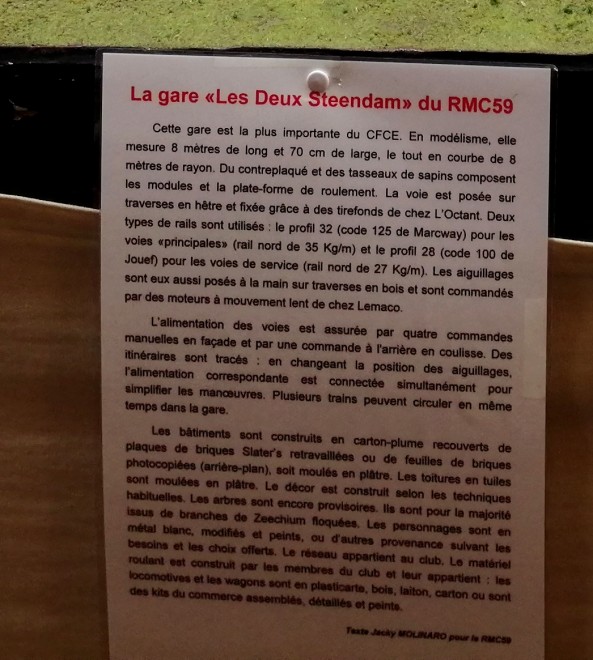 La gare «Les Deux Steendam» du RMC59
Cette gare est la plus importante du CFCE. En modélisme, elle
mesure 8 mètres de long et 70 cm de large, le tout en courbe de 8
mètres de rayon. Du contreplaqué et des tasseaux de sapins composent
les modules et la plate-forme de roulement. La voie est posée sur
traverses en hêtre et fixée grâce à des tirefonds de chez L'Octant. Deux
types de rails sont utilisés : le profil 32 (code 125 de Marcway) pour les
voies «principales» (rail nord de 35 Kg/m) et le profil 28 (code 100 de
Jouef) pour les voies de service (rail nord de 27 Kg/m). Les aiguillages
sont eux aussi posés à la main sur traverses en bois et sont commandés
par des moteurs à mouvement lent de chez Lemaco.
L'alimentation des voies est assurée par quatre commandes
manuelles en façade et par une commande à l'arrière en coulisse. Des
itinéraires sont tracés : en changeant la position des aiguillages,
l'alimentation correspondante est connectée simultanément pour
simplifier les manœuvres. Plusieurs trains peuvent circuler en même
temps dans la gare.
Les bâtiments sont construits en carton-plume recouverts de
plaques de briques Slater's retravaillées ou de feuilles de briques
photocopiées (arrière-plan), soit moulés en plâtre. Les toitures en tuiles
sont moulées en plâtre. Le décor est construit selon les techniques
habituelles. Les arbres sont encore provisoires. Ils sont pour la majorité
issus de branches de Zeechium floquées. Les personnages sont en
métal blanc, modifiés et peints, ou d'autres provenance suivant les
besoins et les choix offerts. Le réseau appartient au club. Le matériel
roulant est construit par les membres du club et leur appartient : les
locomotives et les wagons sont en plasticarte, bois, laiton, carton ou sont
des kits du commerce assemblés, détaillés et peints.
Texte Jacky MOLINARO pour le RMC59